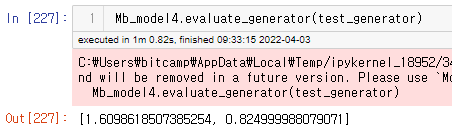 In [227]:
1 Mb_model4.evaluate_generator(test_generator)
executed in 1m 0.82s, finished 09:33:15 2022-04-03
C:\Users\bitcamp\AppData\Local\Temp/ipykernel_18952/34
nd will be removed in a future version. Please use `Mo
Mb_model4.evaluate_generator(test_generator)
Out[227]: [1.6098618507385254, 0.824999988079071]